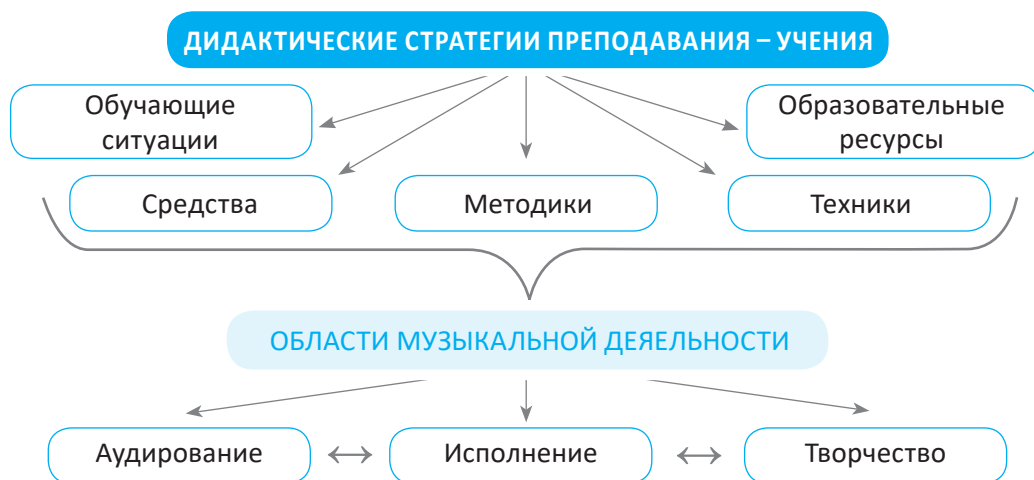 ДИДАКТИЧЕСКИЕ СТРАТЕГИИ ПРЕПОДАВАНИЯ – УЧЕНИЯ
Обучающие
ситуации
Образовательные
ресурсы
Средства
Методики
Техники
ОБЛАСТИ МУЗЫКАЛЬНОЙ ДЕЯЕЛЬНОСТИ
Аудирование
Исполнение
Творчество